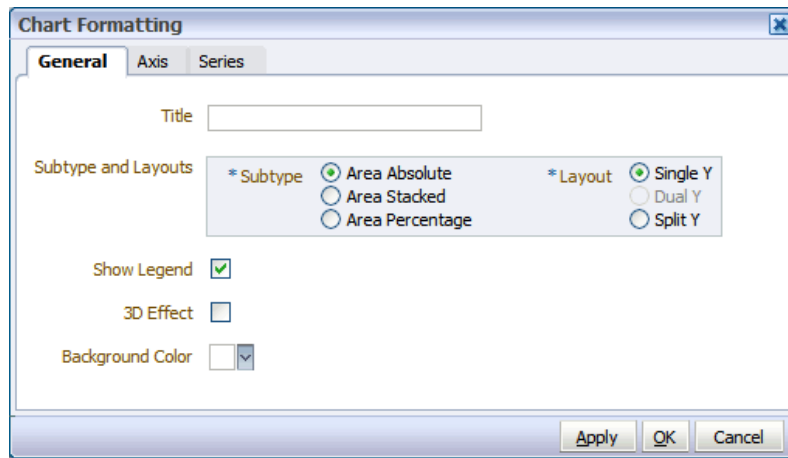 Chart Formatting
General Axis Series
Title
Subtype and Layouts * Subtype Area Absolute * Layout Single Y
Area Stacked Dual Y
Area Percentage Split Y
Show Legend
3D Effect
Background Color
Apply OK Cancel